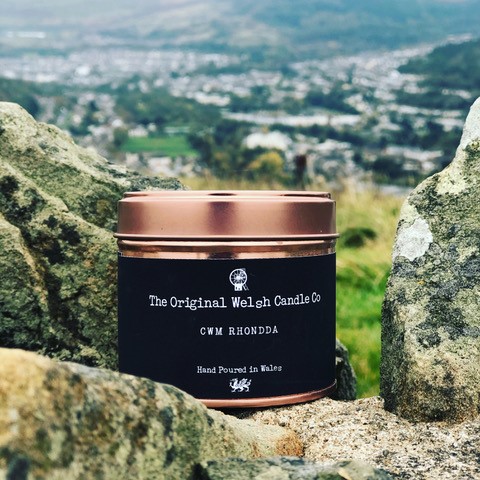 The Original Welsh Candle Co
CWM RHONDDA
Hand Poured in Wales